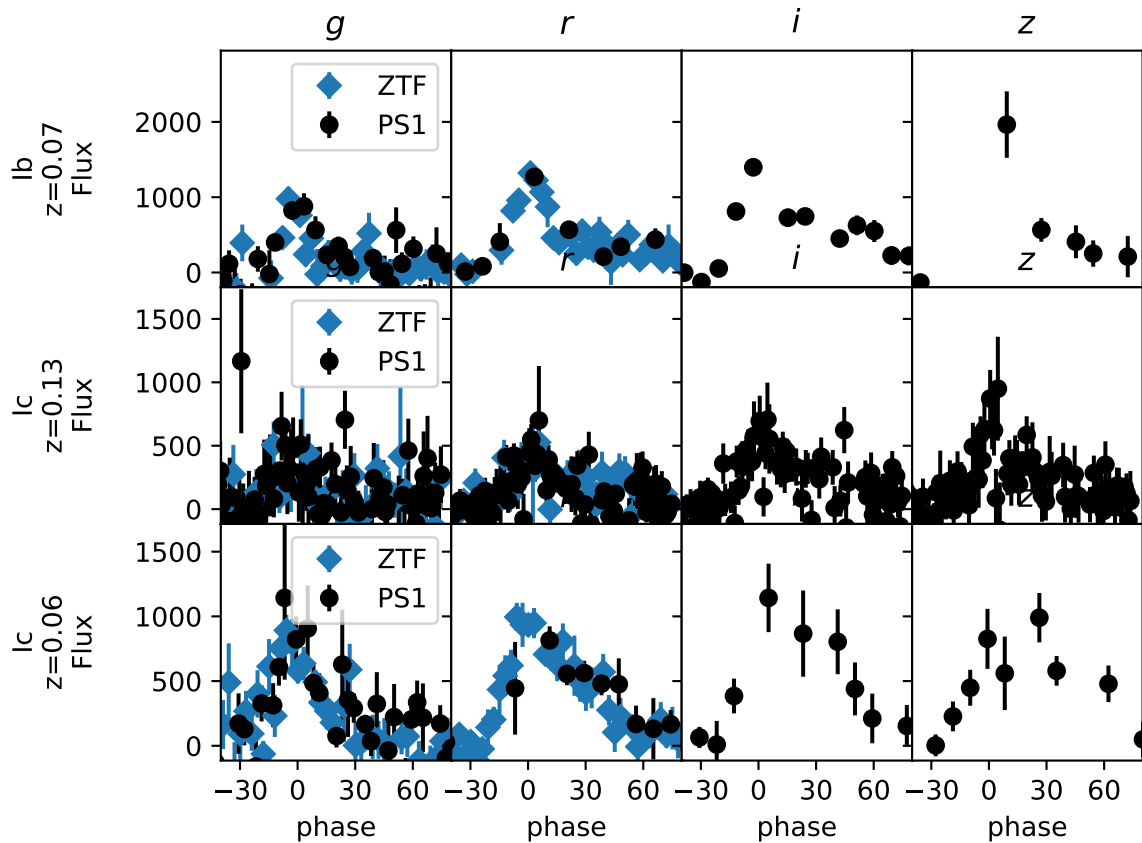 g r i z
Ib
z=0.07
Flux
2000
1000
0
ZTF
PS1
g r i z
Ic
z=0.13
Flux
1500
1000
500
0
ZTF
PS1
z
Ic
z=0.06
Flux
1500
1000
500
0
ZTF
PS1
−30 0 30 60 −30 0 30 60 −30 0 30 60 −30 0 30 60
phase phase phase phase